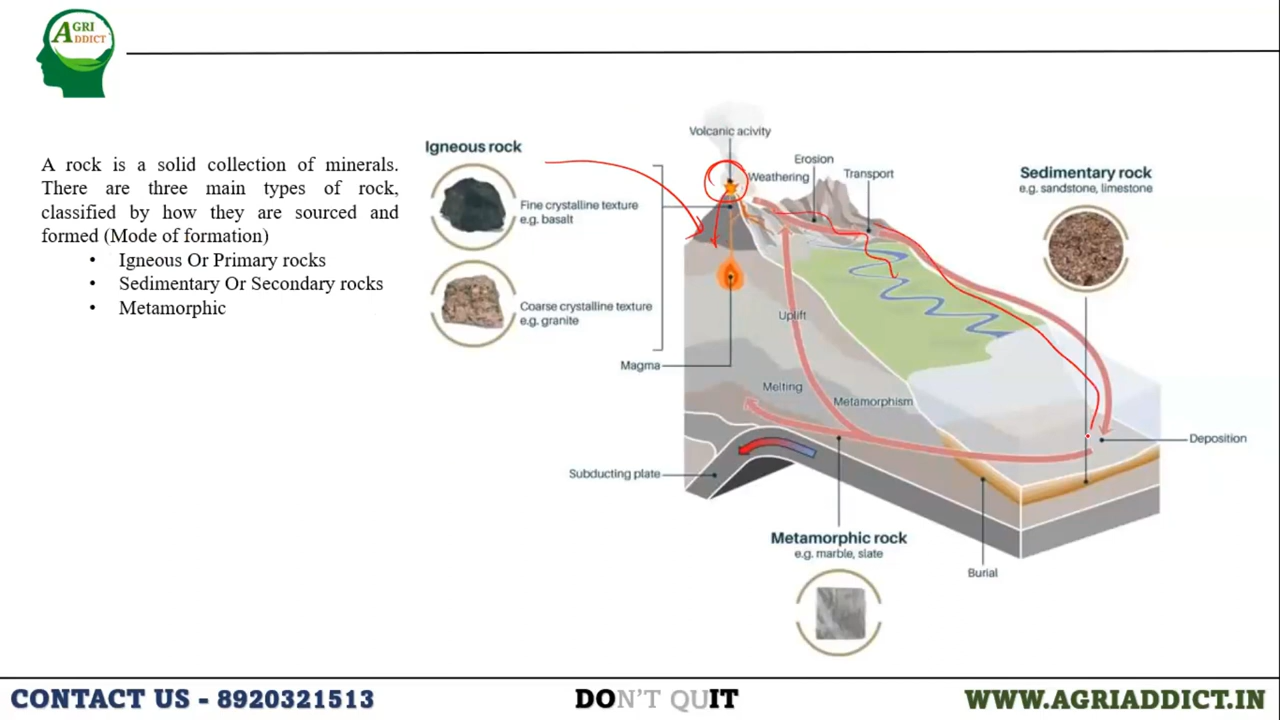 AGRI
ADDICT
A rock is a solid collection of minerals.
There are three main types of rock,
classified by how they are sourced and
formed (Mode of formation)
• Igneous Or Primary rocks
• Sedimentary Or Secondary rocks
• Metamorphic
Igneous rock
Fine crystalline texture
e.g. basalt
Coarse crystalline texture
e.g. granite
Magma
Subducting plate
Volcanic acivity
Weathering
Erosion
Transport
Uplift
Melting
Metamorphism
Sedimentary rock
e.g. sandstone, limestone
Deposition
Metamorphic rock
e.g. marble, slate
Burial
CONTACT US - 8920321513
DON'T QUIT
WWW.AGRIADDICT.IN